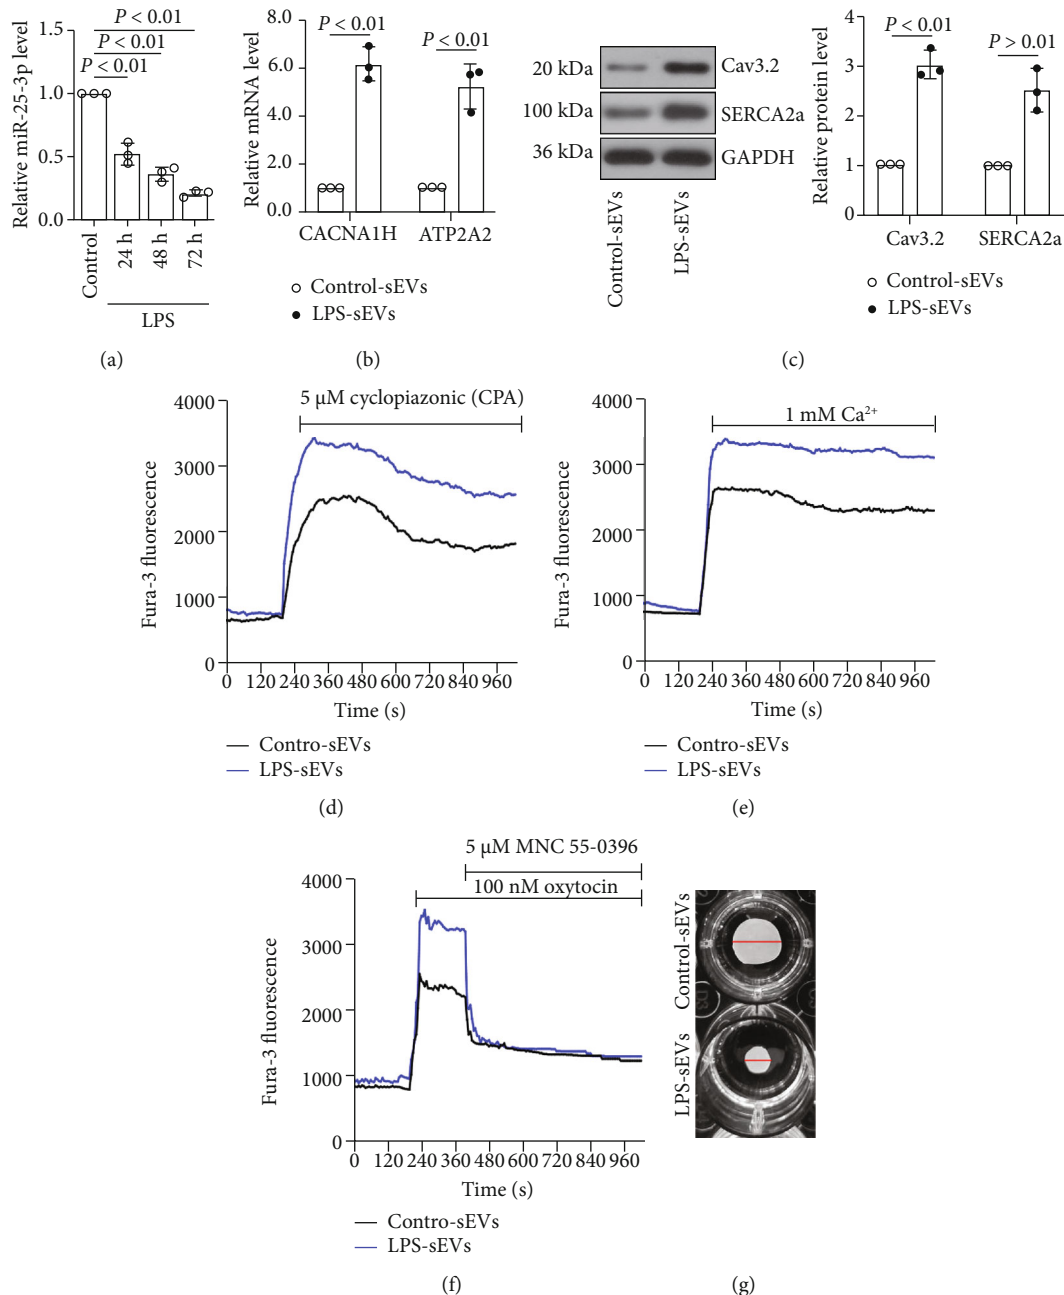 Relative miR-25-3p level
1.5
1.0
0.5
0.0
P < 0.01
P < 0.01
P < 0.01
Control
24 h
48 h
72 h
LPS
(a)
Relative mRNA level
8.0
6.0
4.0
2.0
0.0
P < 0.01
P < 0.01
CACNA1H
ATP2A2
Control-sEVs
LPS-sEVs
(b)
20 kDa
Cav3.2
100 kDa
SERCA2a
36 kDa
GAPDH
Control-sEVs
LPS-sEVs
Relative protein level
4
3
2
1
0
P < 0.01
P > 0.01
Cav3.2
SERCA2a
Control-sEVs
LPS-sEVs
(c)
5 µM cyclopiazonic (CPA)
Fura-3 fluorescence
4000
3000
2000
1000
0
0 120 240 360 480 600 720 840 960
Time (s)
Contro-sEVs
LPS-sEVs
(d)
1 mM Ca²⁺
Fura-3 fluorescence
4000
3000
2000
1000
0
0 120 240 360 480 600 720 840 960
Time (s)
Contro-sEVs
LPS-sEVs
(e)
5 µM MNC 55-0396
100 nM oxytocin
Fura-3 fluorescence
4000
3000
2000
1000
0
0 120 240 360 480 600 720 840 960
Time (s)
Contro-sEVs
LPS-sEVs
(f)
Control-sEVs
LPS-sEVs
(g)